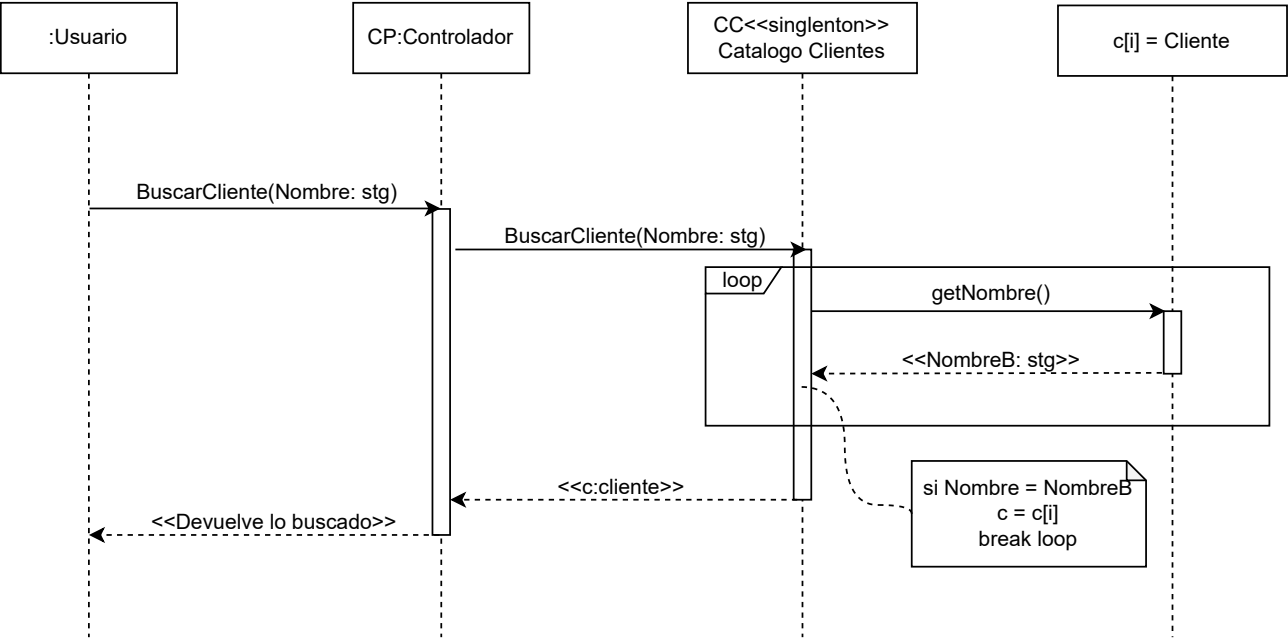 :Usuario
CP:Controlador
CC<<singlenton>>
Catalogo Clientes
c[i] = Cliente
BuscarCliente(Nombre: stg)
BuscarCliente(Nombre: stg)
loop
getNombre()
<<NombreB: stg>>
<<c:cliente>>
si Nombre = NombreB
c = c[i]
break loop
<<Devuelve lo buscado>>